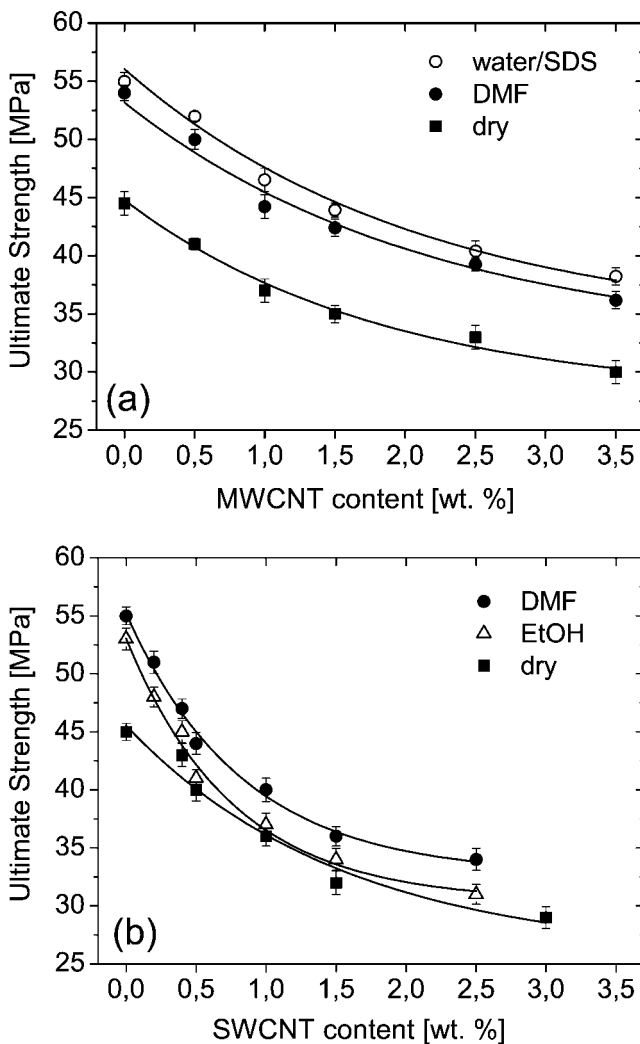 60
55
50
45
40
35
30
25
Ultimate Strength [MPa]
water/SDS
DMF
dry
(a)
0,0 0,5 1,0 1,5 2,0 2,5 3,0 3,5
MWCNT content [wt. %]
60
55
50
45
40
35
30
25
Ultimate Strength [MPa]
DMF
EtOH
dry
(b)
0,0 0,5 1,0 1,5 2,0 2,5 3,0 3,5
SWCNT content [wt. %]